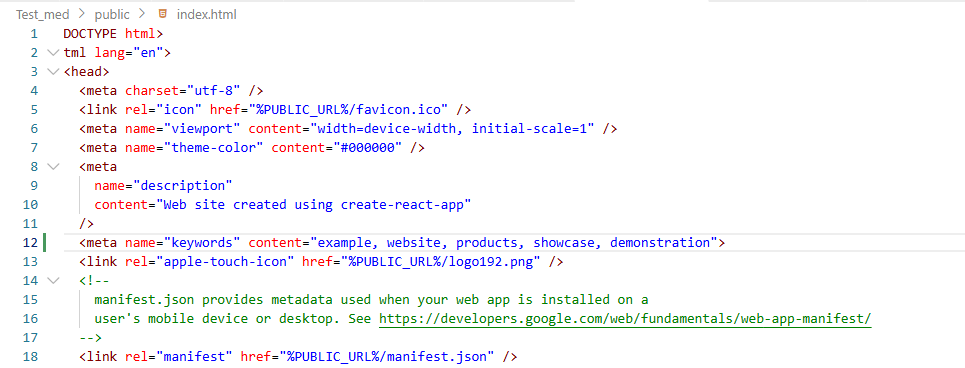 Test_med > public > index.html
1 DOCTYPE html>
2 tml lang="en">
3 <head>
4 <meta charset="utf-8" />
5 <link rel="icon" href="%PUBLIC_URL%/favicon.ico" />
6 <meta name="viewport" content="width=device-width, initial-scale=1" />
7 <meta name="theme-color" content="#000000" />
8 <meta
9 name="description"
10 content="Web site created using create-react-app"
11 />
12 <meta name="keywords" content="example, website, products, showcase, demonstration">
13 <link rel="apple-touch-icon" href="%PUBLIC_URL%/logo192.png" />
14 <!--
15 manifest.json provides metadata used when your web app is installed on a
16 user's mobile device or desktop. See https://developers.google.com/web/fundamentals/web-app-manifest/
17 -->
18 <link rel="manifest" href="%PUBLIC_URL%/manifest.json" />